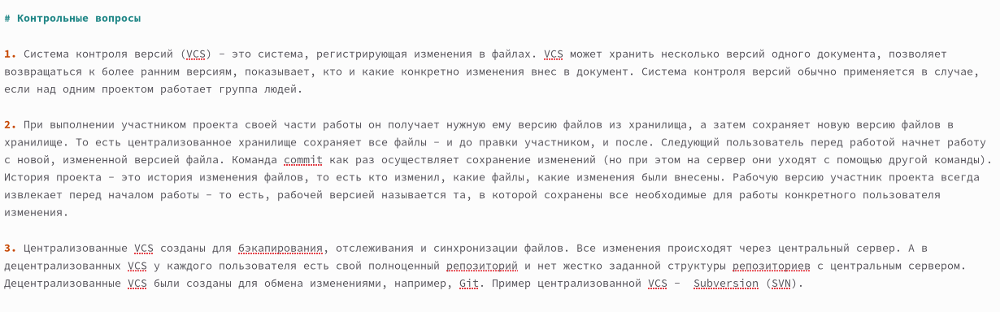 # Контрольные вопросы
1. Система контроля версий (VCS) - это система, регистрирующая изменения в файлах. VCS может хранить несколько версий одного документа, позволяет
возвращаться к более ранним версиям, показывает, кто и какие конкретно изменения внес в документ. Система контроля версий обычно применяется в случае,
если над одним проектом работает группа людей.
2. При выполнении участником проекта своей части работы он получает нужную ему версию файлов из хранилища, а затем сохраняет новую версию файлов в
хранилище. То есть централизованное хранилище сохраняет все файлы - и до правки участником, и после. Следующий пользователь перед работой начнет работу
с новой, измененной версией файла. Команда commit как раз осуществляет сохранение изменений (но при этом на сервер они уходят с помощью другой команды).
История проекта - это история изменения файлов, то есть кто изменил, какие файлы, какие изменения были внесены. Рабочую версию участник проекта всегда
извлекает перед началом работы - то есть, рабочей версией называется та, в которой сохранены все необходимые для работы конкретного пользователя
изменения.
3. Централизованные VCS созданы для бэкапирования, отслеживания и синхронизации файлов. Все изменения происходят через центральный сервер. А в
децентрализованных VCS у каждого пользователя есть свой полноценный репозиторий и нет жестко заданной структуры репозиториев с центральным сервером.
Децентрализованные VCS были созданы для обмена изменениями, например, Git. Пример централизованной VCS -  Subversion (SVN).